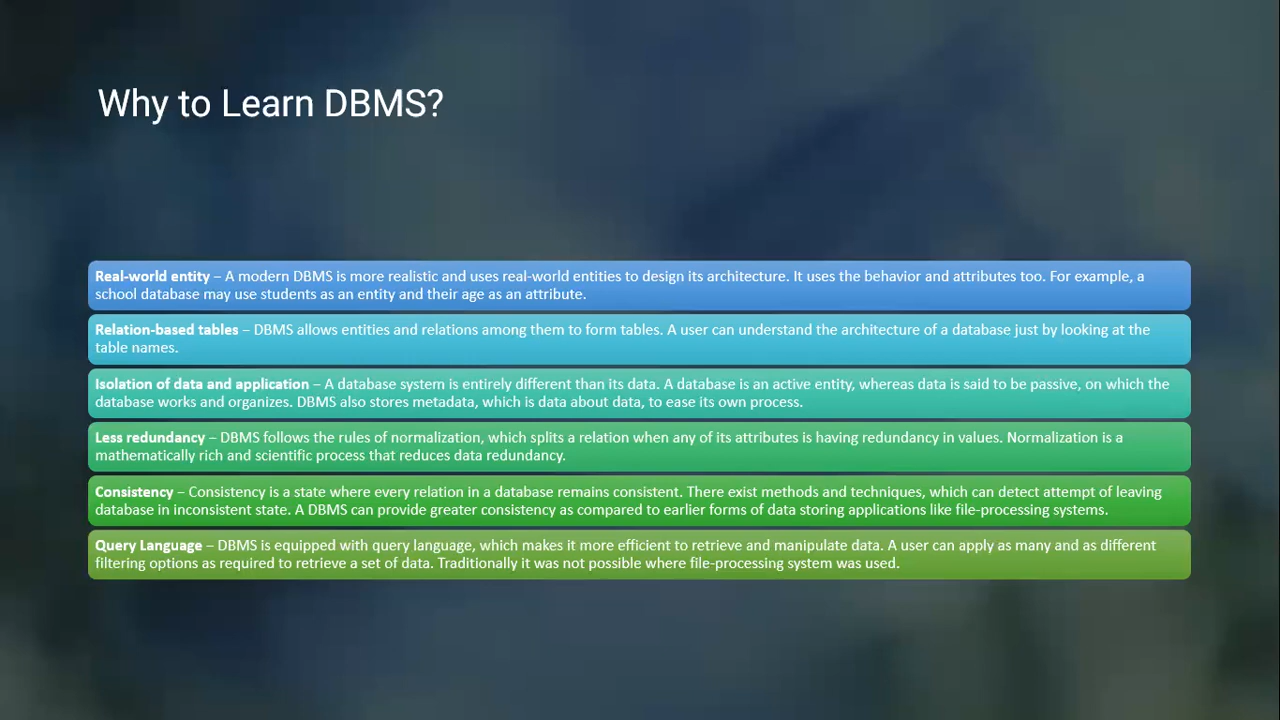 Why to Learn DBMS?
Real-world entity – A modern DBMS is more realistic and uses real-world entities to design its architecture. It uses the behavior and attributes too. For example, a
school database may use students as an entity and their age as an attribute.
Relation-based tables – DBMS allows entities and relations among them to form tables. A user can understand the architecture of a database just by looking at the
table names.
Isolation of data and application – A database system is entirely different than its data. A database is an active entity, whereas data is said to be passive, on which the
database works and organizes. DBMS also stores metadata, which is data about data, to ease its own process.
Less redundancy – DBMS follows the rules of normalization, which splits a relation when any of its attributes is having redundancy in values. Normalization is a
mathematically rich and scientific process that reduces data redundancy.
Consistency – Consistency is a state where every relation in a database remains consistent. There exist methods and techniques, which can detect attempt of leaving
database in inconsistent state. A DBMS can provide greater consistency as compared to earlier forms of data storing applications like file-processing systems.
Query Language – DBMS is equipped with query language, which makes it more efficient to retrieve and manipulate data. A user can apply as many and as different
filtering options as required to retrieve a set of data. Traditionally it was not possible where file-processing system was used.